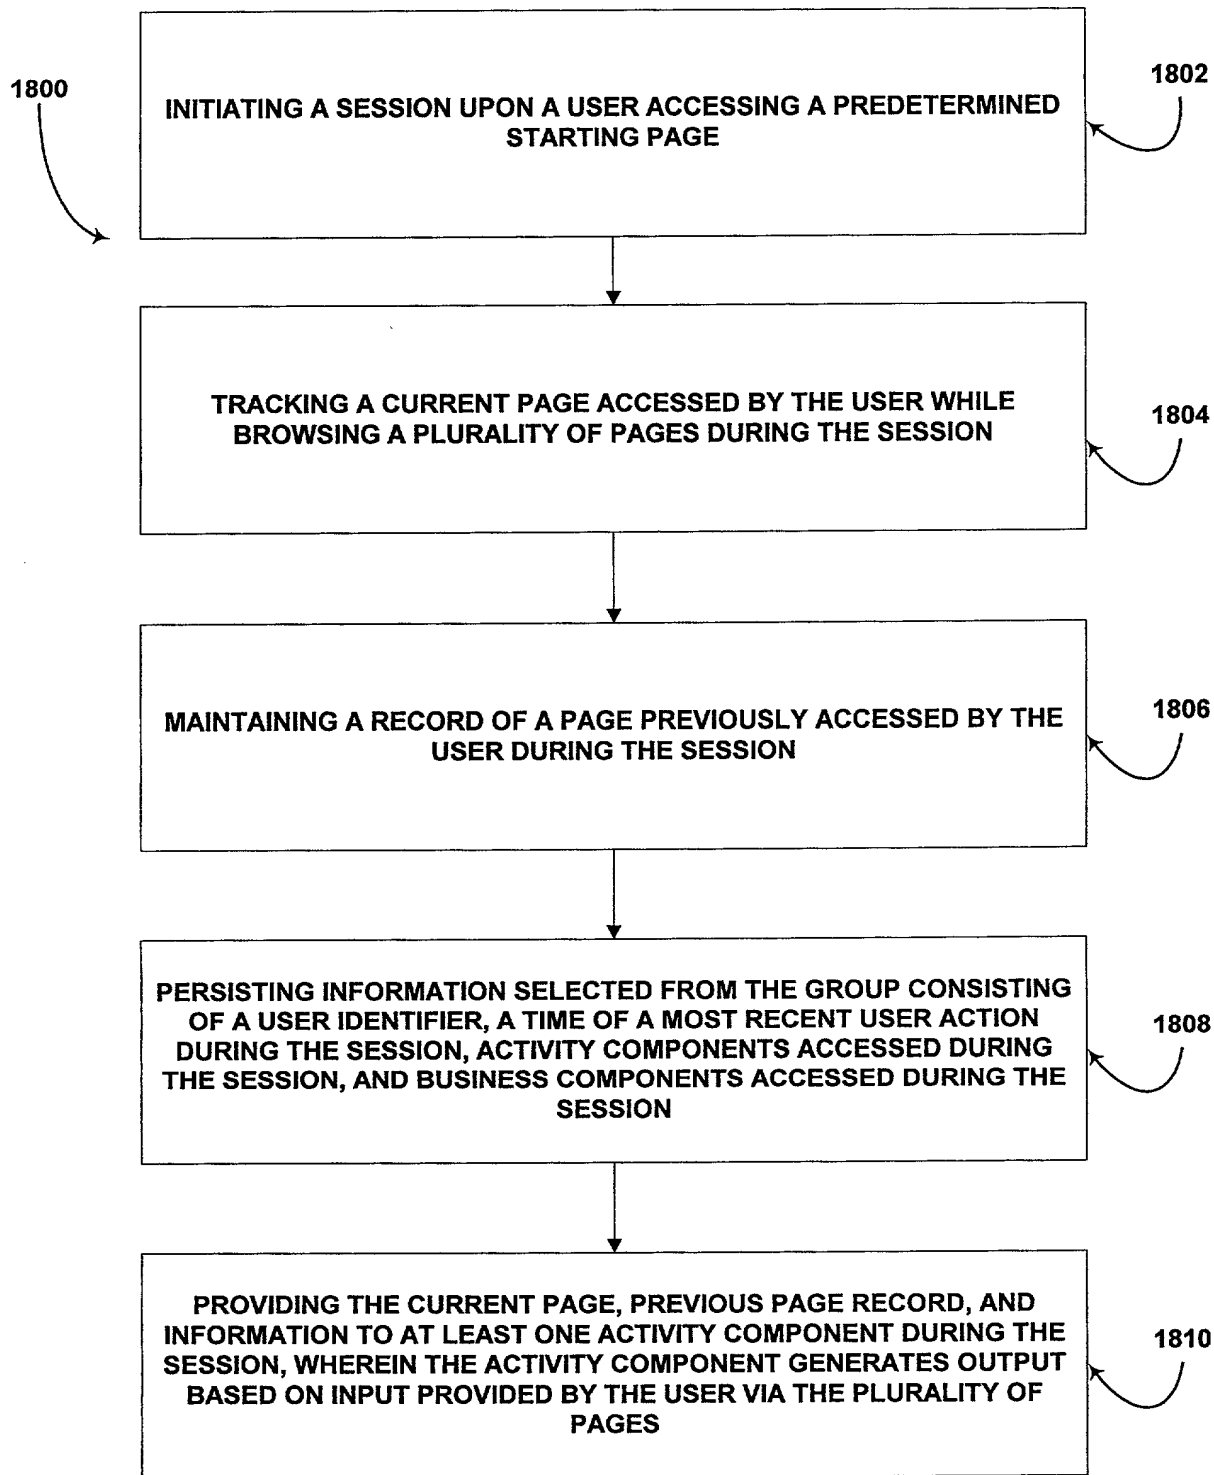 1800
1802
INITIATING A SESSION UPON A USER ACCESSING A PREDETERMINED
STARTING PAGE
TRACKING A CURRENT PAGE ACCESSED BY THE USER WHILE
BROWSING A PLURALITY OF PAGES DURING THE SESSION
1804
MAINTAINING A RECORD OF A PAGE PREVIOUSLY ACCESSED BY THE
USER DURING THE SESSION
1806
PERSISTING INFORMATION SELECTED FROM THE GROUP CONSISTING
OF A USER IDENTIFIER, A TIME OF A MOST RECENT USER ACTION
DURING THE SESSION, ACTIVITY COMPONENTS ACCESSED DURING
THE SESSION, AND BUSINESS COMPONENTS ACCESSED DURING THE
SESSION
1808
PROVIDING THE CURRENT PAGE, PREVIOUS PAGE RECORD, AND
INFORMATION TO AT LEAST ONE ACTIVITY COMPONENT DURING THE
SESSION, WHEREIN THE ACTIVITY COMPONENT GENERATES OUTPUT
BASED ON INPUT PROVIDED BY THE USER VIA THE PLURALITY OF
PAGES
1810